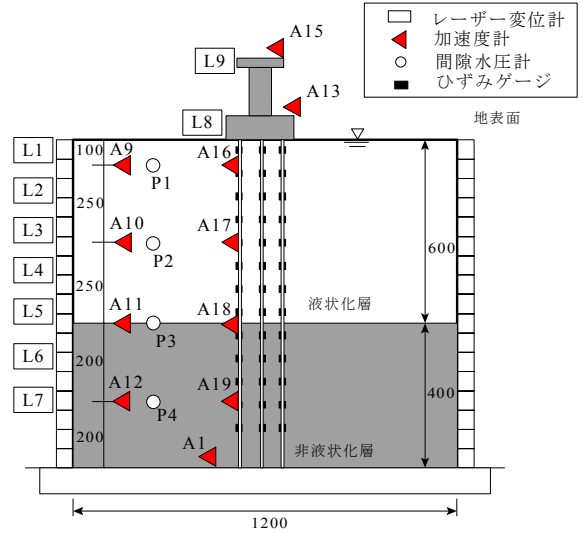 A15
L9
A13
L8
レーザー変位計
加速度計
間隙水圧計
ひずみゲージ
地表面
L1
100
A9
P1
A16
L2
250
L3
A10
P2
A17
600
L4
250
L5
A11
P3
A18
液状化層
L6
200
L7
A12
P4
A19
400
200
A1
非液状化層
1200